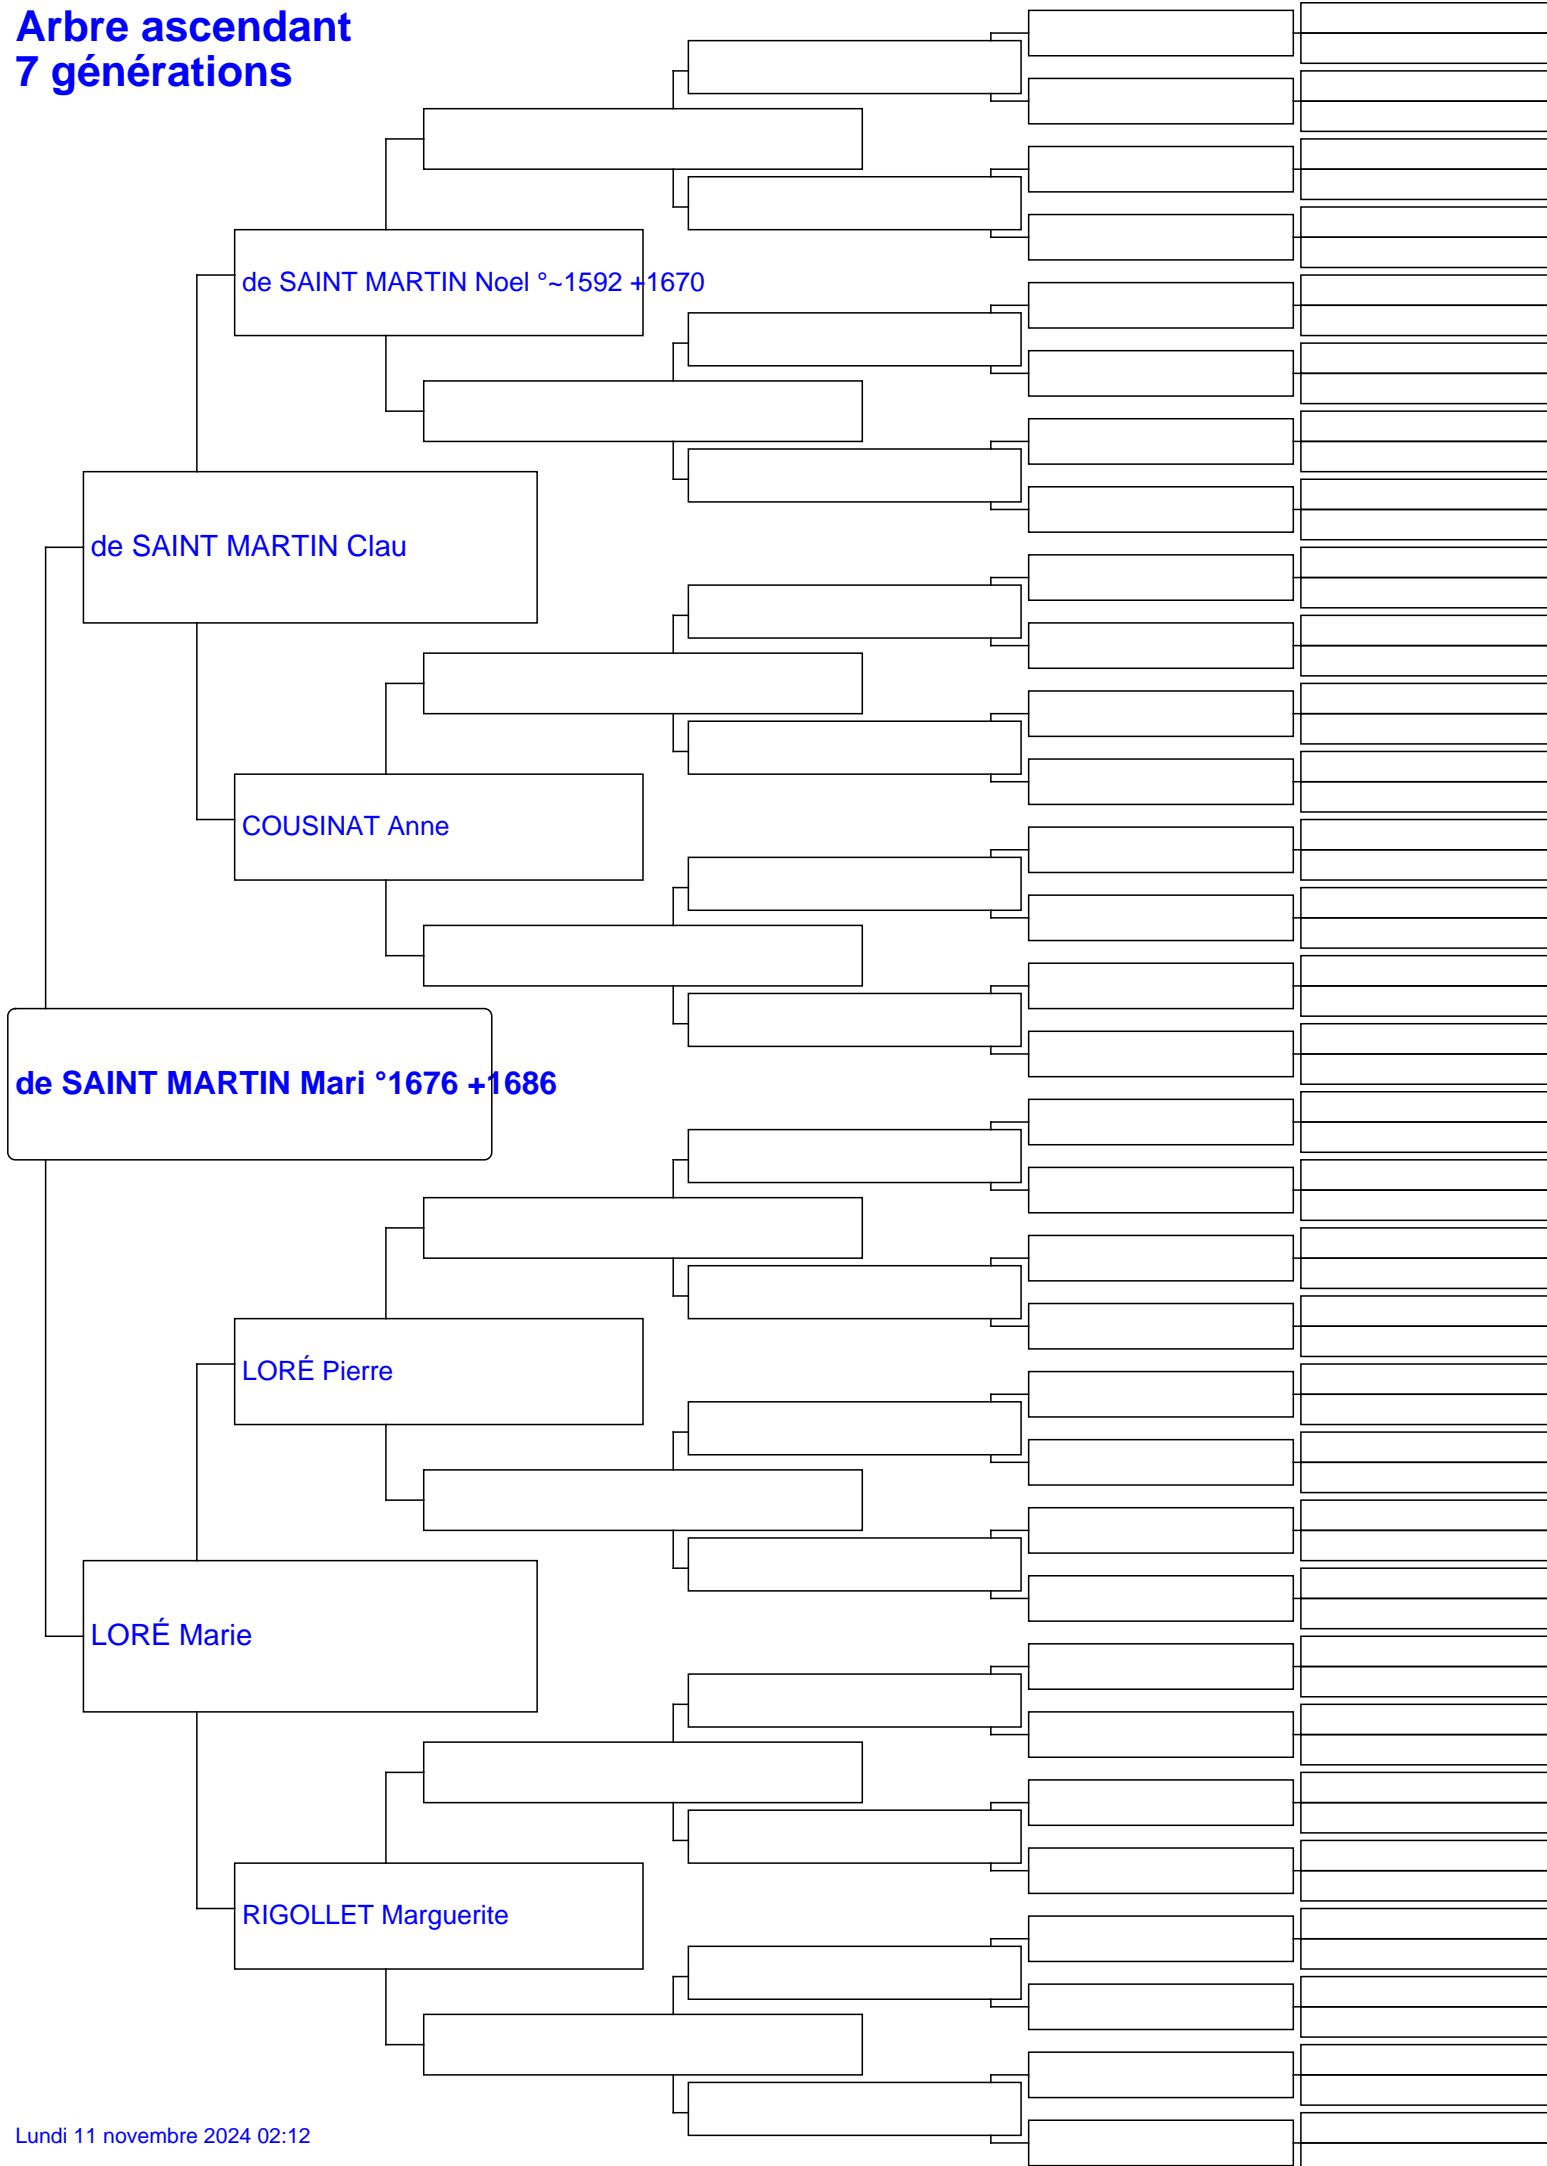 Arbre ascendant
7 générations
de SAINT MARTIN Noel °~1592 +1670
de SAINT MARTIN Clau
COUSINAT Anne
de SAINT MARTIN Mari °1676 +1686
LORÉ Pierre
LORÉ Marie
RIGOLLET Marguerite
Lundi 11 novembre 2024 02:12